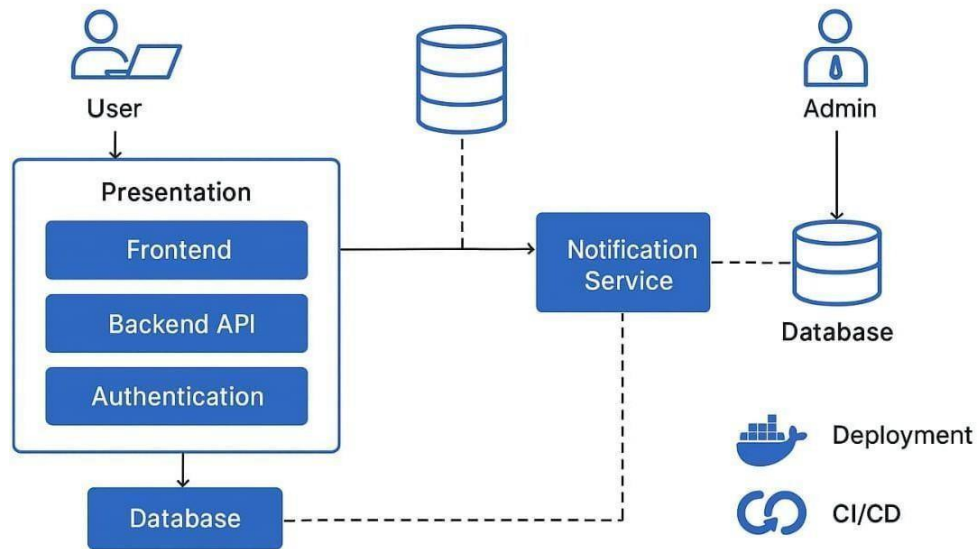 User
Admin
Presentation
Frontend
Backend API
Authentication
Notification
Service
Database
Database
Deployment
CI/CD